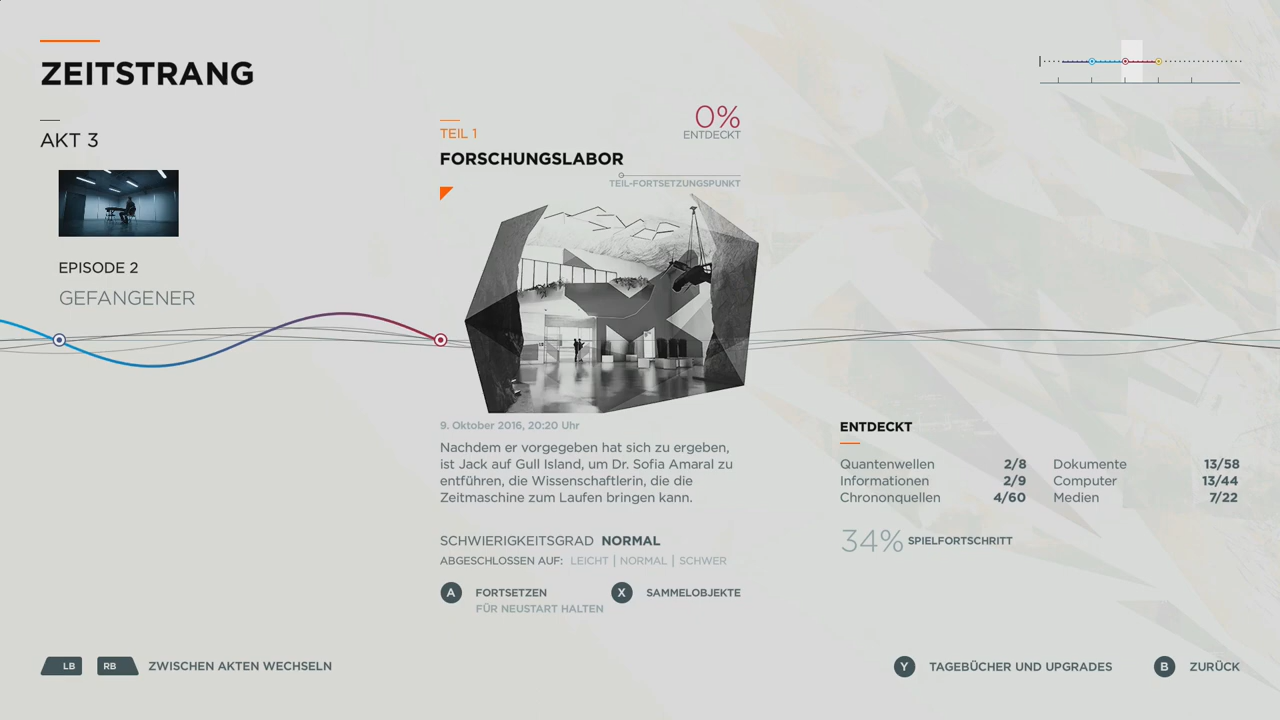 ZEITSTRANG
AKT 3
EPISODE 2
GEFANGENER
TEIL 1
0%
ENTDECKT
FORSCHUNGSLABOR
TEIL-FORTSETZUNGSPUNKT
9. Oktober 2016, 20:20 Uhr
Nachdem er vorgegeben hat sich zu ergeben,
ist Jack auf Gull Island, um Dr. Sofia Amaral zu
entführen, die Wissenschaftlerin, die die
Zeitmaschine zum Laufen bringen kann.
SCHWIERIGKEITSGRAD NORMAL
ABGESCHLOSSEN AUF: LEICHT | NORMAL | SCHWER
A FORTSETZEN X SAMMELOBJEKTE
FÜR NEUSTART HALTEN
ENTDECKT
Quantenwellen 2/8 Dokumente 13/58
Informationen 2/9 Computer 13/44
Chrononquellen 4/60 Medien 7/22
34% SPIELFORTSCHRITT
LB RB ZWISCHEN AKTEN WECHSELN
Y TAGEBÜCHER UND UPGRADES B ZURÜCK